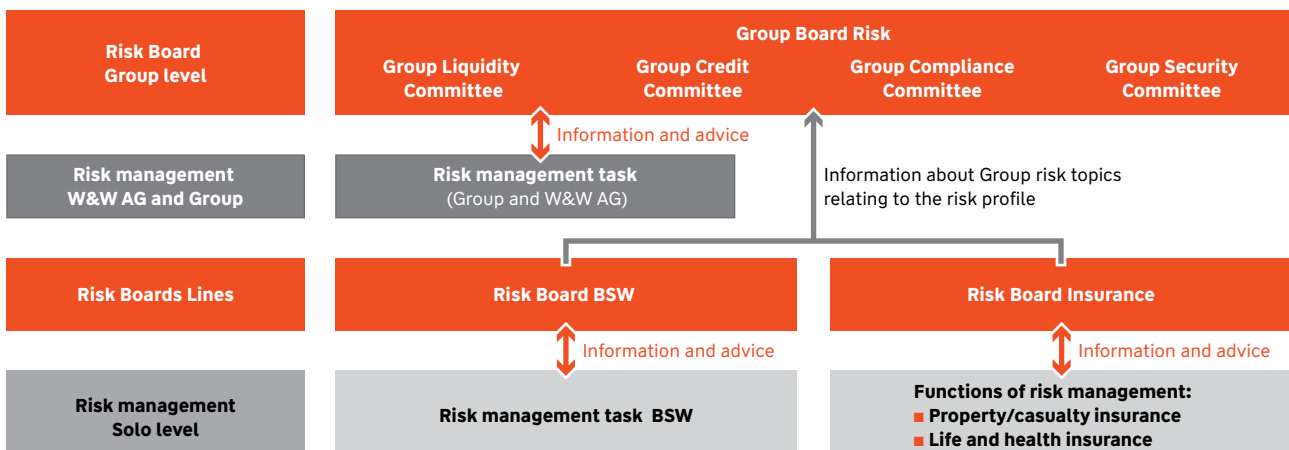 Risk Board
Group level
Group Board Risk
Group Liquidity
Committee
Group Credit
Committee
Group Compliance
Committee
Group Security
Committee
Information and advice
Risk management
W&W AG and Group
Risk management task
(Group and W&W AG)
Information about Group risk topics
relating to the risk profile
Risk Boards Lines
Risk Board BSW
Risk Board Insurance
Information and advice
Information and advice
Risk management
Solo level
Risk management task BSW
Functions of risk management:
■ Property/casualty insurance
■ Life and health insurance